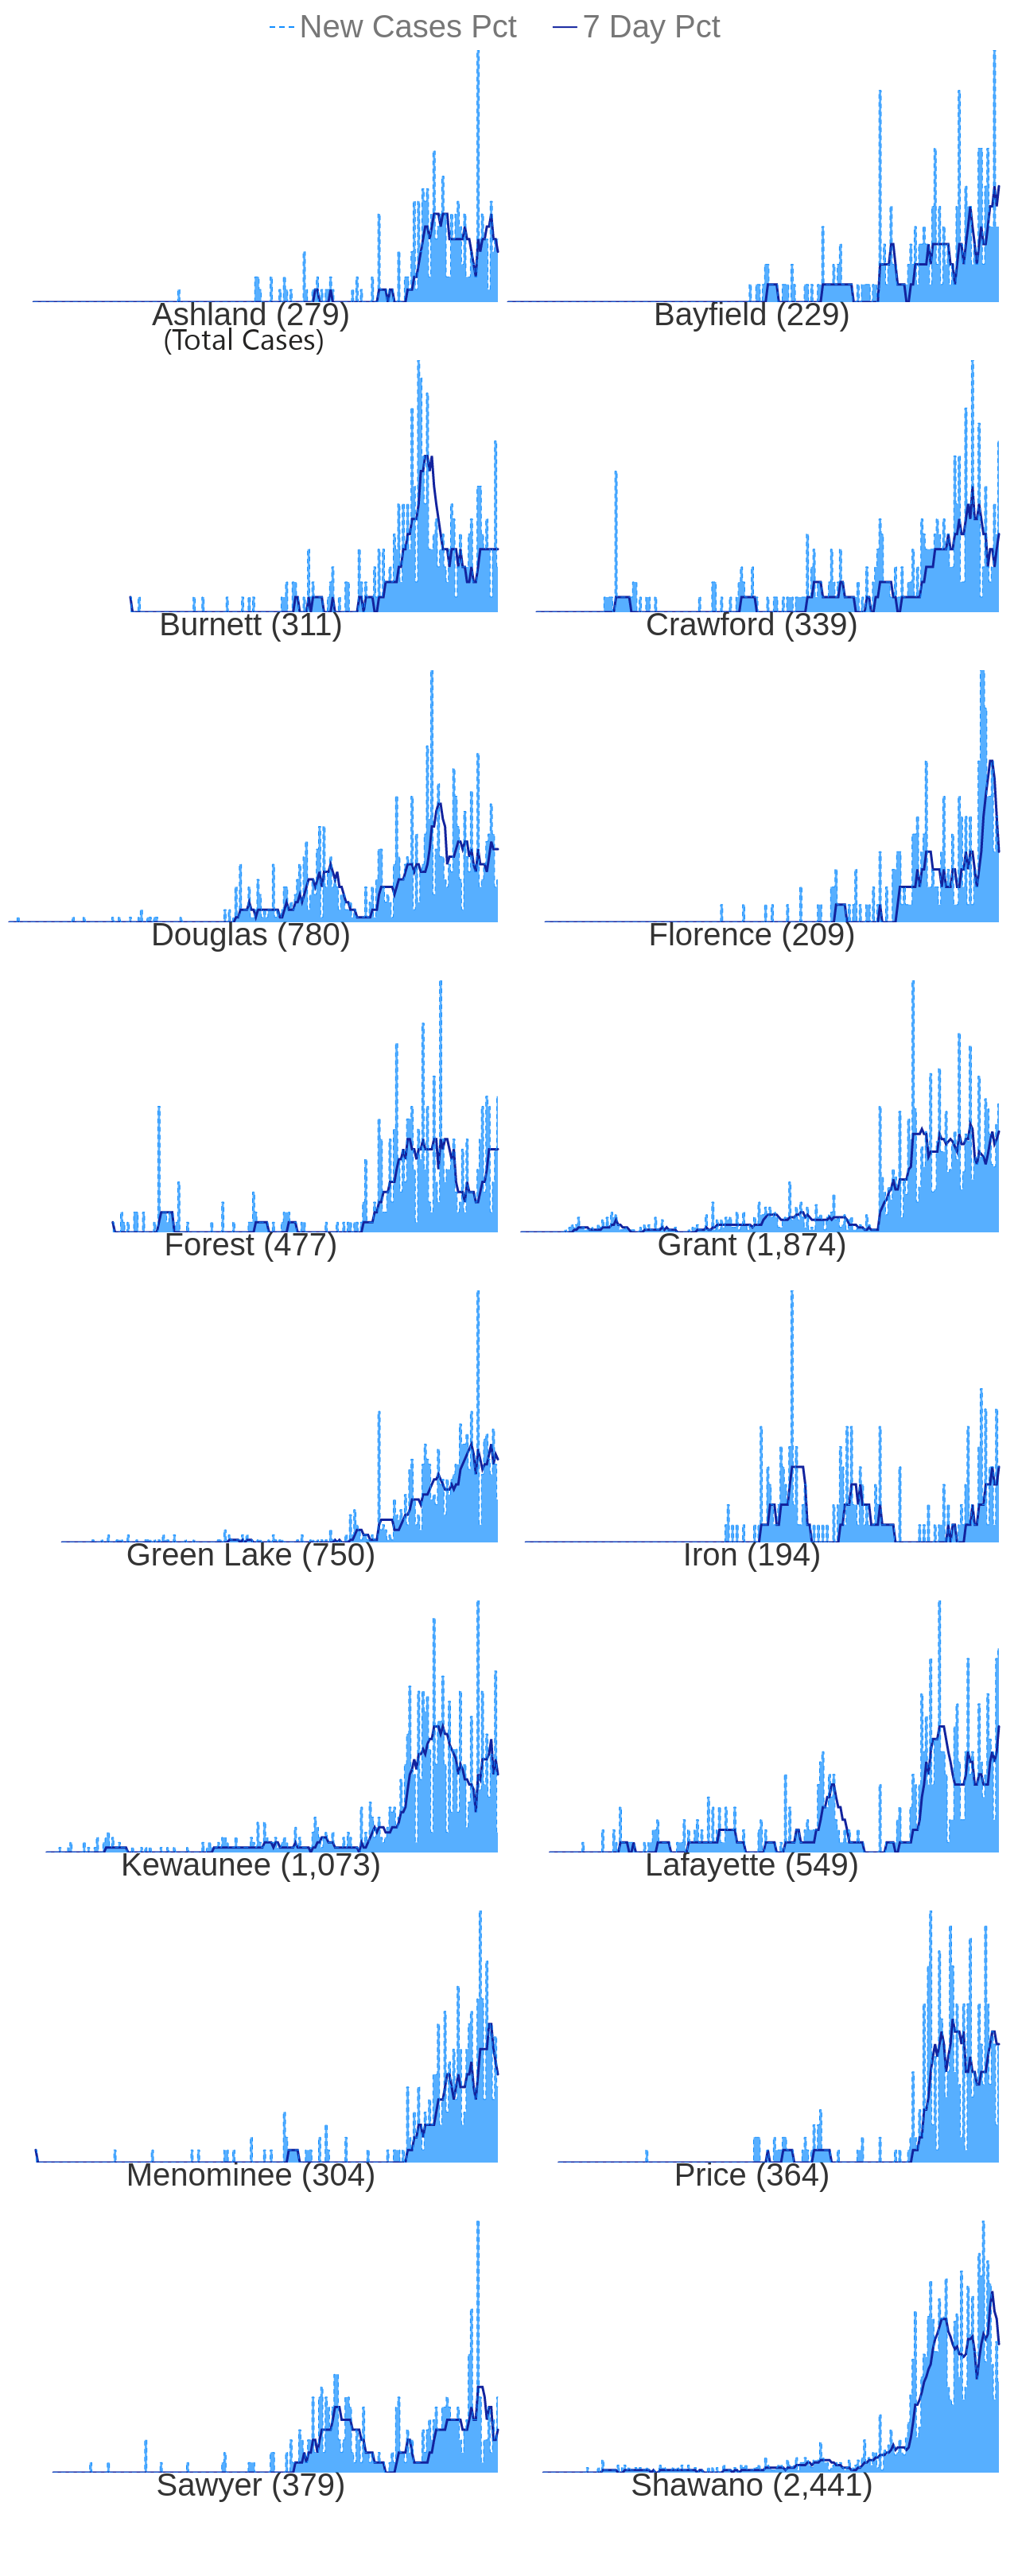 New Cases Pct 7 Day Pct
Ashland (279) Bayfield (229)
(Total Cases)
Burnett (311) Crawford (339)
Douglas (780) Florence (209)
Forest (477) Grant (1,874)
Green Lake (750) Iron (194)
Kewaunee (1,073) Lafayette (549)
Menominee (304) Price (364)
Sawyer (379) Shawano (2,441)